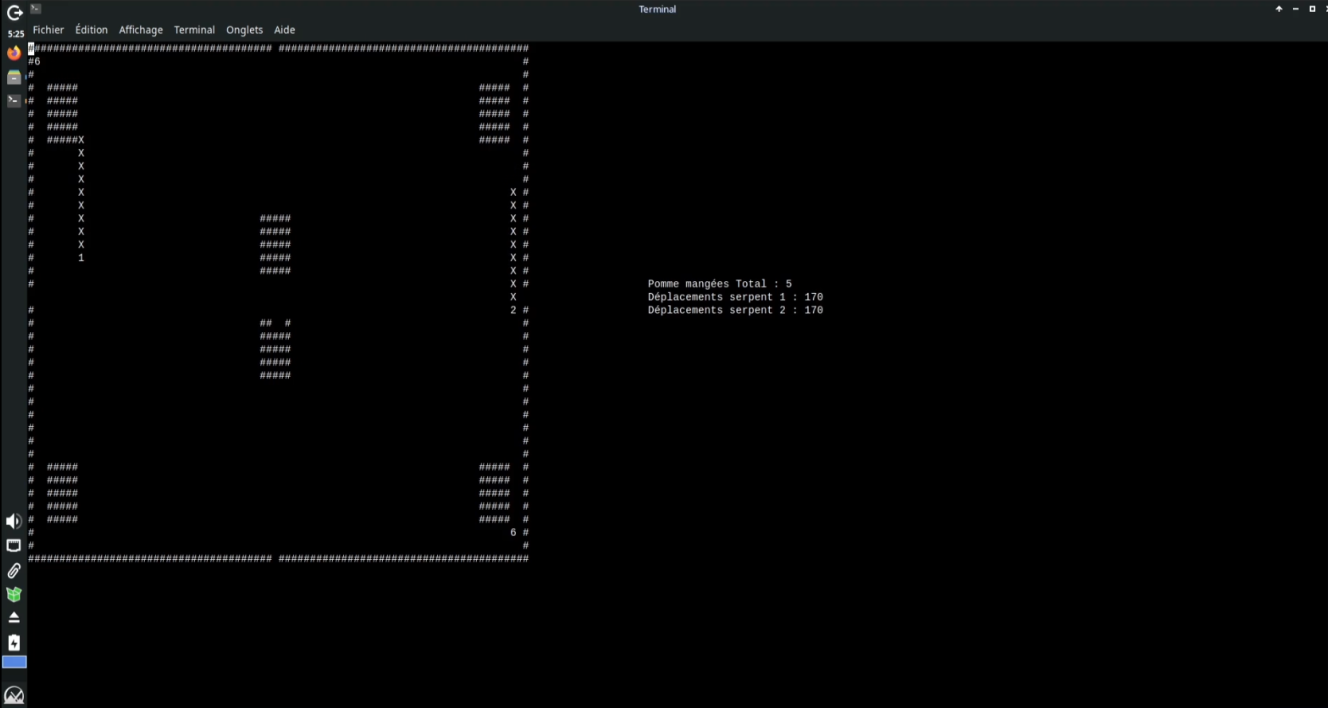 Terminal
5:25
Fichier Édition Affichage Terminal Onglets Aide
####################################### ########################################
#6                                                                             #
#                                                                              #
#  #####                                                                #####  #
#  #####                                                                #####  #
#  #####                                                                #####  #
#  #####                                                                #####  #
#  #####X                                                               #####  #
#       X                                                                      #
#       X                                                                      #
#       X                                                                      #
#       X                                                                    X #
#       X                                                                    X #
#       X                            #####                                   X #
#       X                            #####                                   X #
#       X                            #####                                   X #
#       1                            #####                                   X #
#                                    #####                                   X #
#                                                                            X #                   Pomme mangées Total : 5
                                                                             X                     Déplacements serpent 1 : 170
#                                                                            2 #                   Déplacements serpent 2 : 170
#                                    ##  #                                     #
#                                    #####                                     #
#                                    #####                                     #
#                                    #####                                     #
#                                    #####                                     #
#                                                                              #
#                                                                              #
#                                                                              #
#                                                                              #
#                                                                              #
#                                                                              #
#  #####                                                                #####  #
#  #####                                                                #####  #
#  #####                                                                #####  #
#  #####                                                                #####  #
#  #####                                                                #####  #
#                                                                            6 #
#                                                                              #
####################################### ########################################